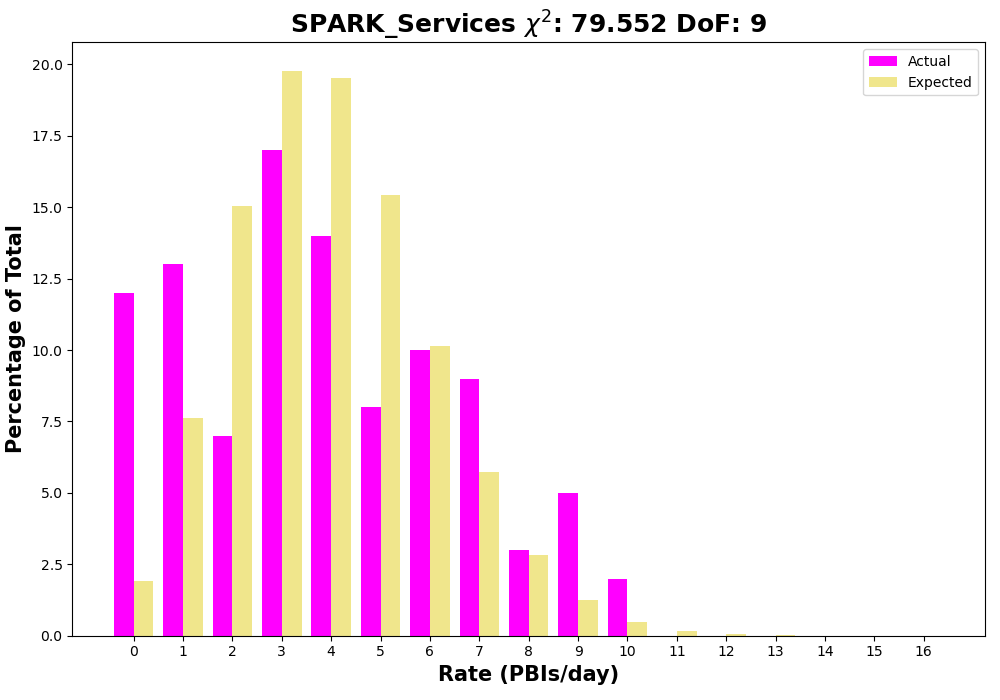 SPARK_Services χ²: 79.552 DoF: 9
Actual
Expected
Percentage of Total
20.0
17.5
15.0
12.5
10.0
7.5
5.0
2.5
0.0
0 1 2 3 4 5 6 7 8 9 10 11 12 13 14 15 16
Rate (PBIs/day)